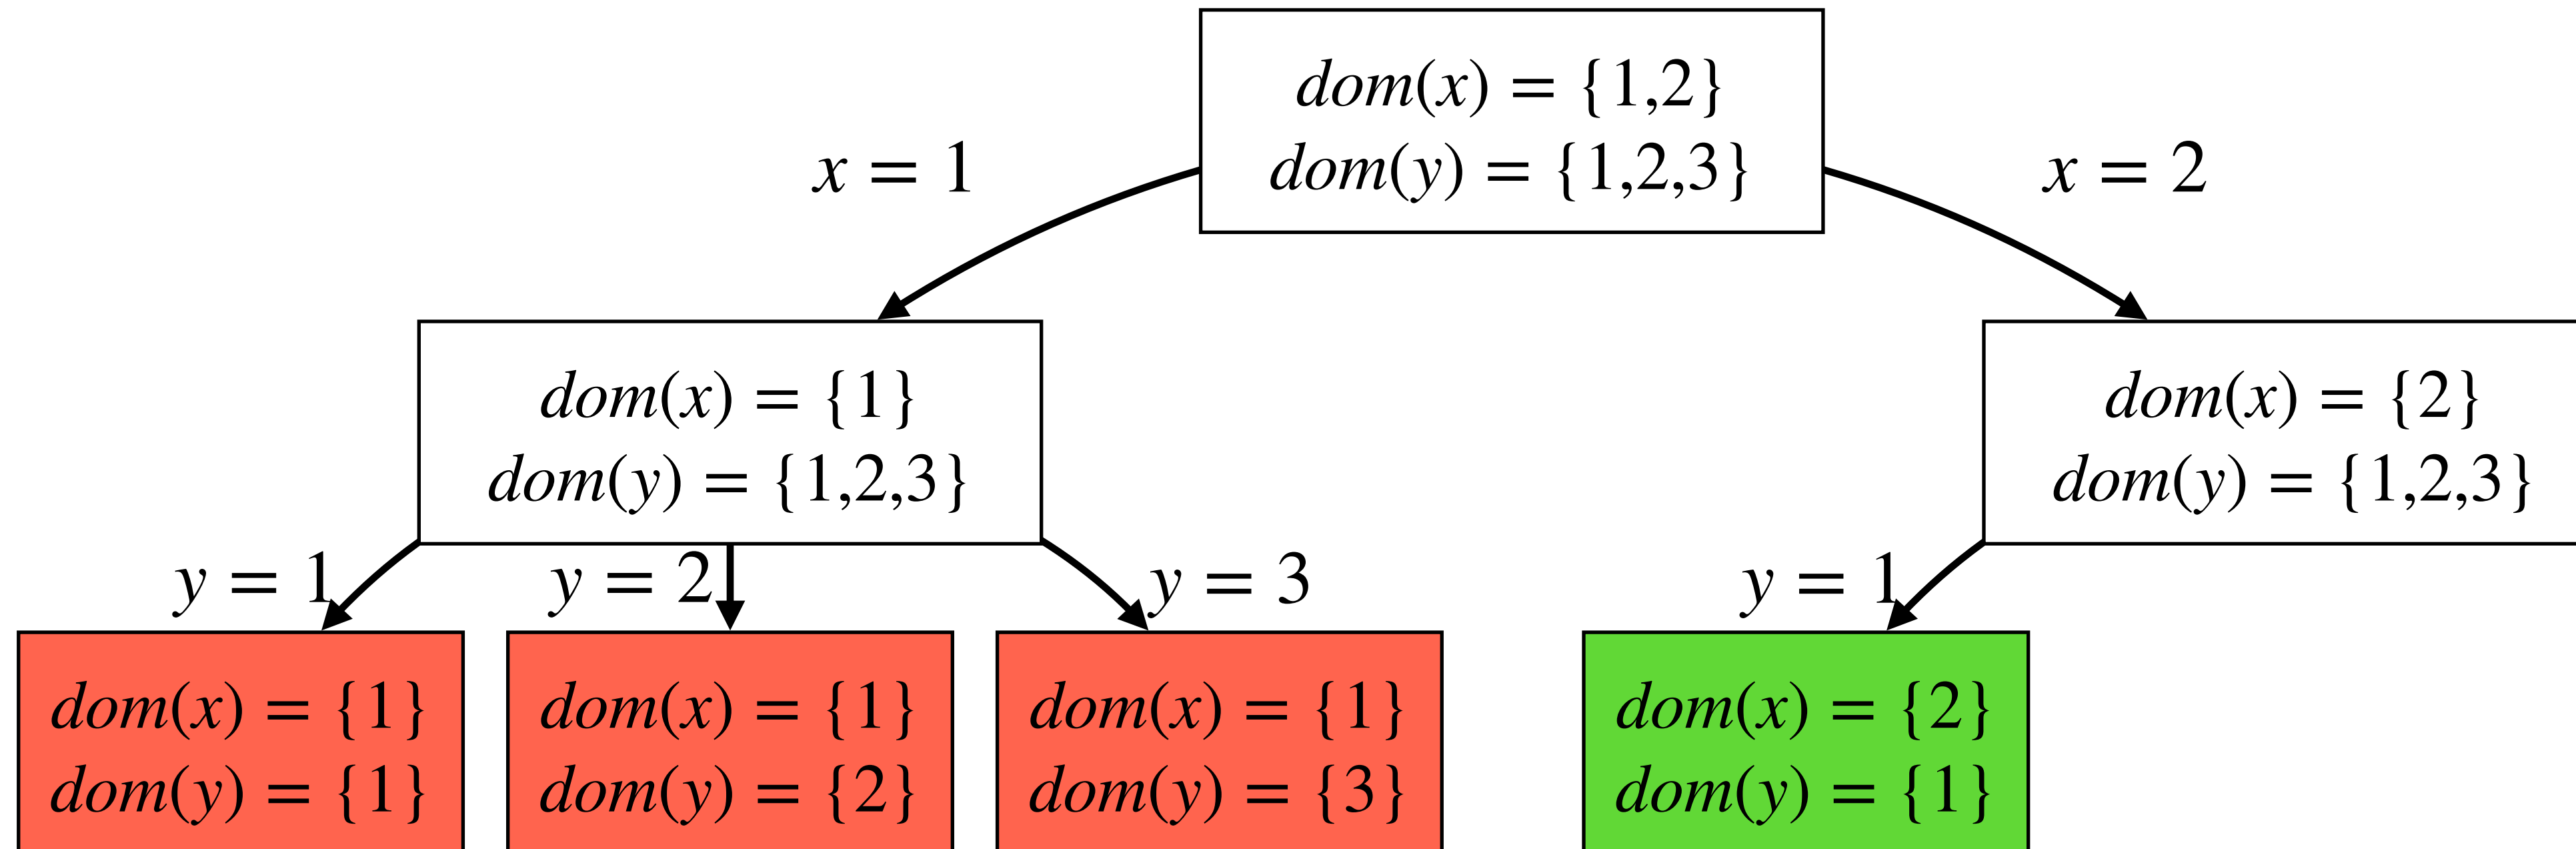 dom(x) = {1,2}
dom(y) = {1,2,3}
x = 1
x = 2
dom(x) = {1}
dom(y) = {1,2,3}
dom(x) = {2}
dom(y) = {1,2,3}
y = 1
y = 2
y = 3
y = 1
dom(x) = {1}
dom(y) = {1}
dom(x) = {1}
dom(y) = {2}
dom(x) = {1}
dom(y) = {3}
dom(x) = {2}
dom(y) = {1}